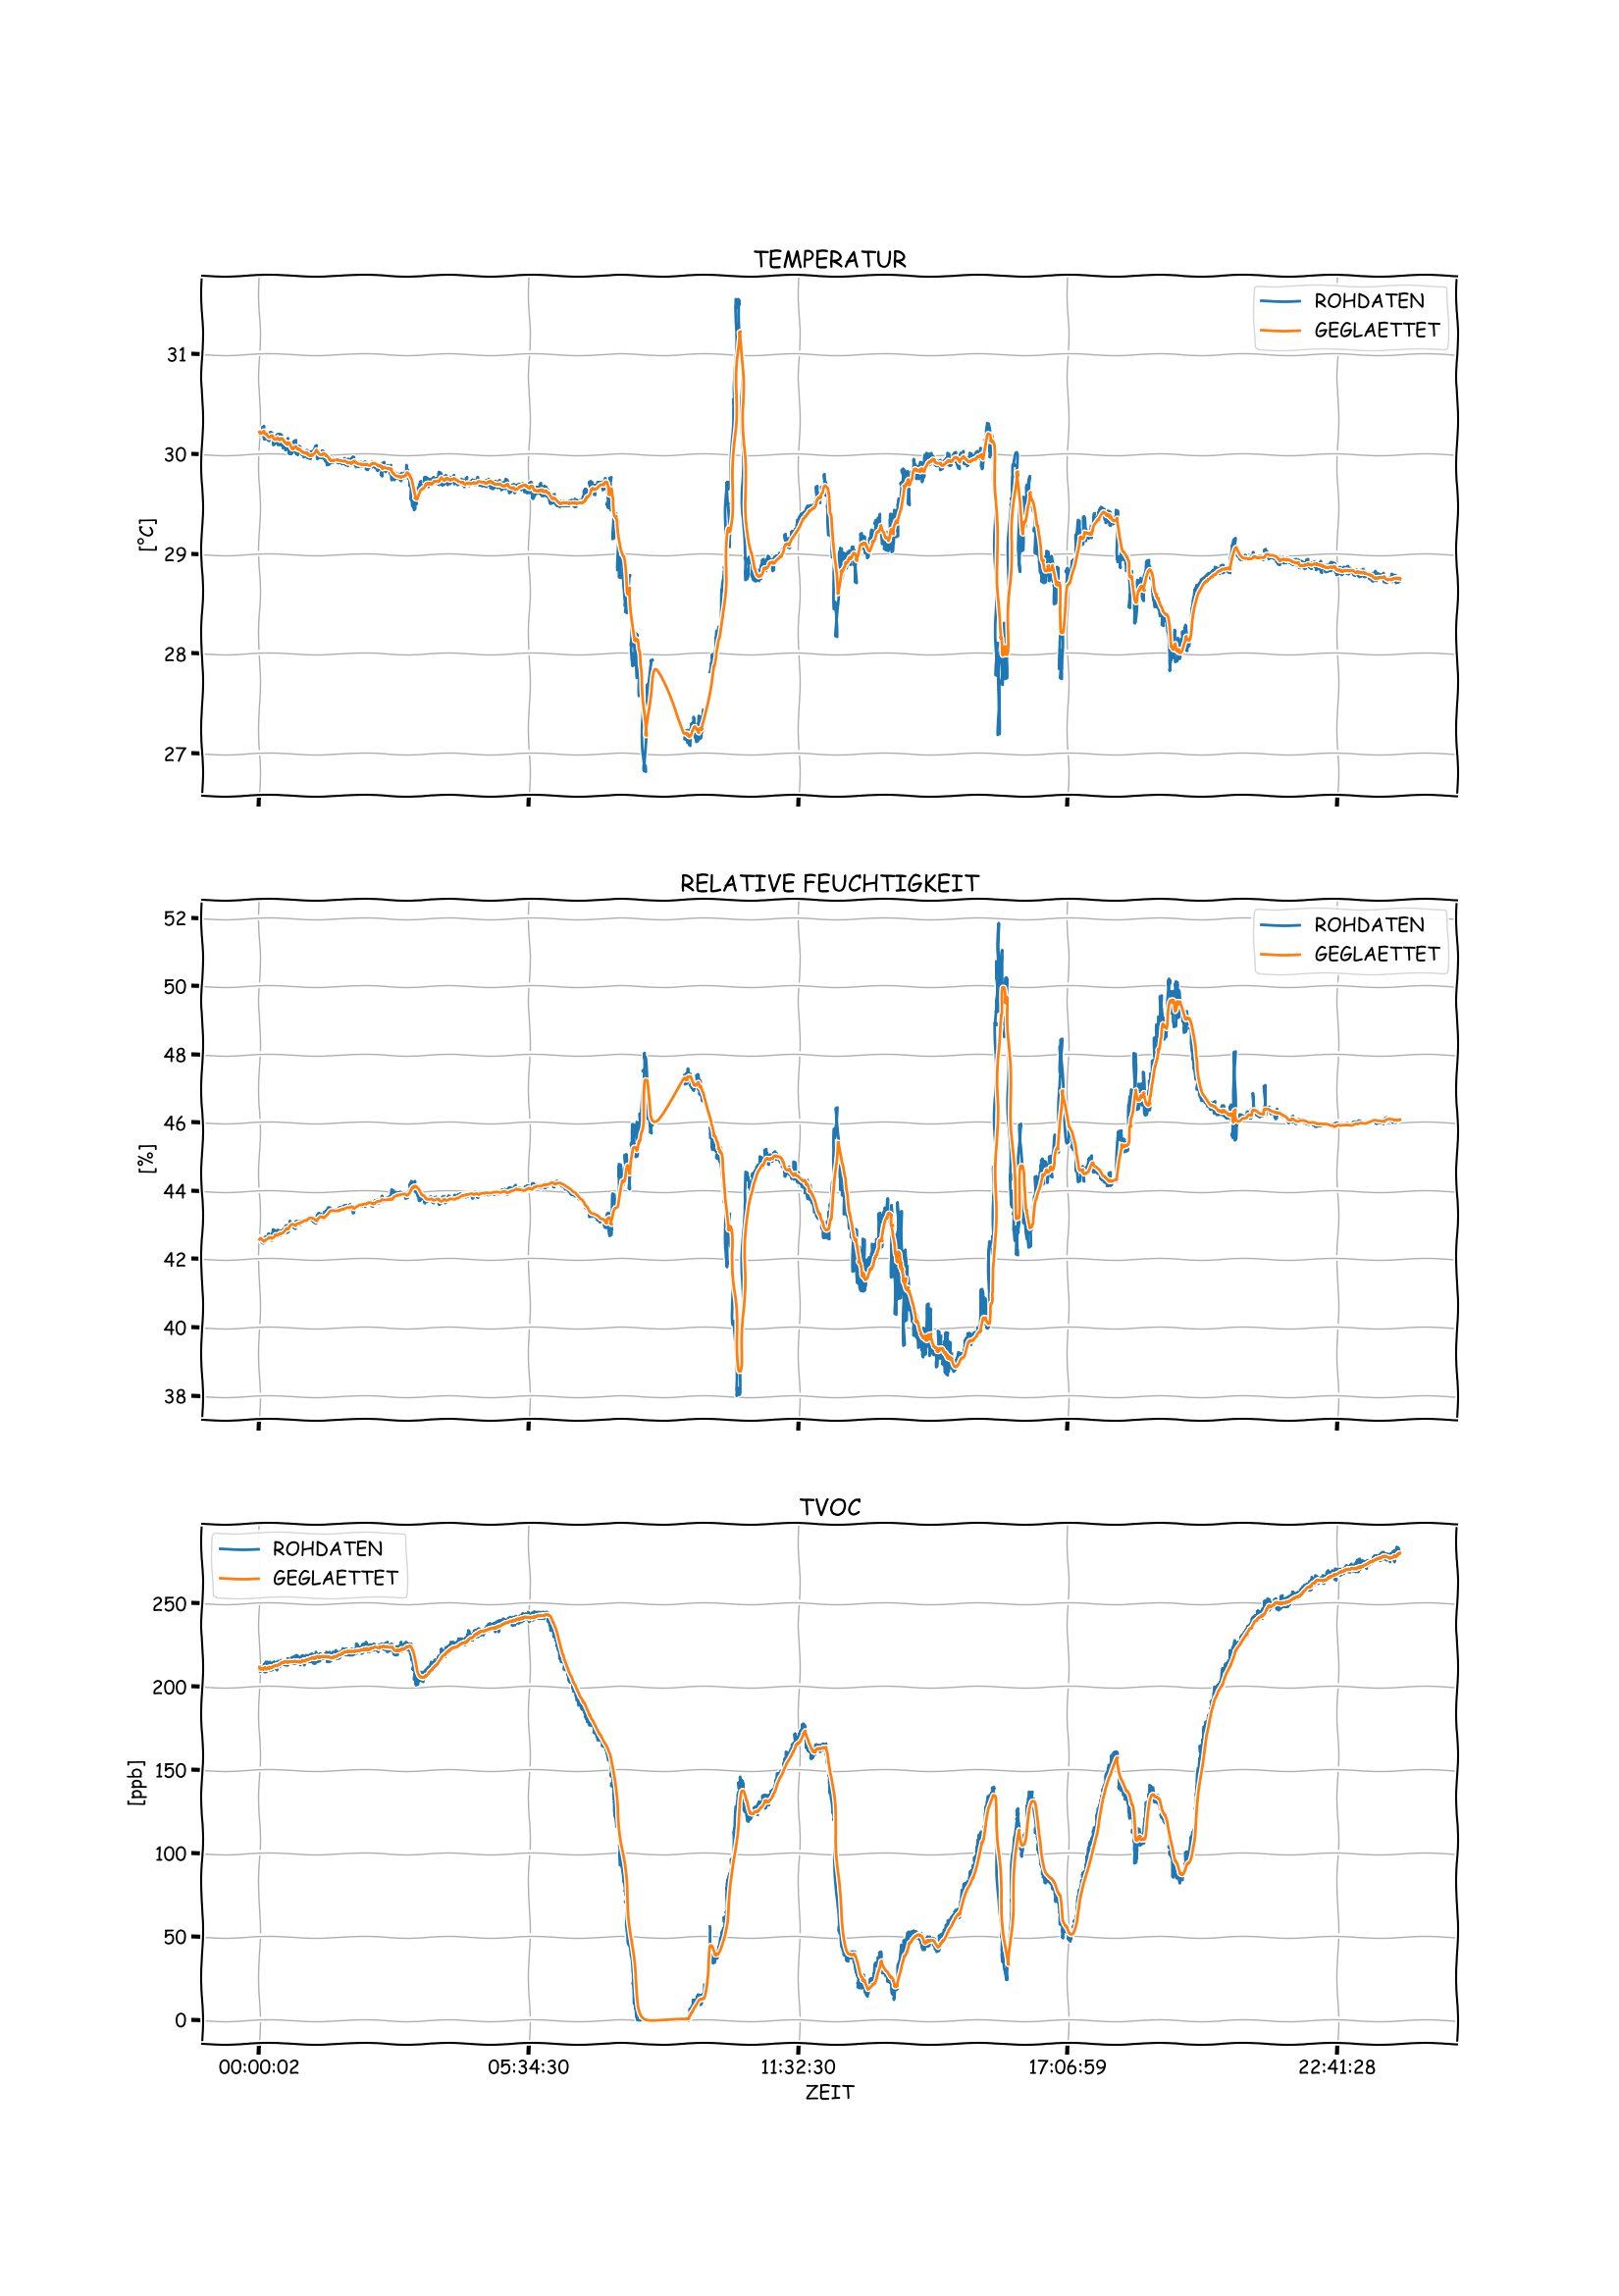 TEMPERATUR
ROHDATEN
GEGLAETTET
[°C]
31
30
29
28
27
RELATIVE FEUCHTIGKEIT
ROHDATEN
GEGLAETTET
[%]
52
50
48
46
44
42
40
38
TVOC
ROHDATEN
GEGLAETTET
[ppb]
250
200
150
100
50
0
00:00:02 05:34:30 11:32:30 17:06:59 22:41:28
ZEIT